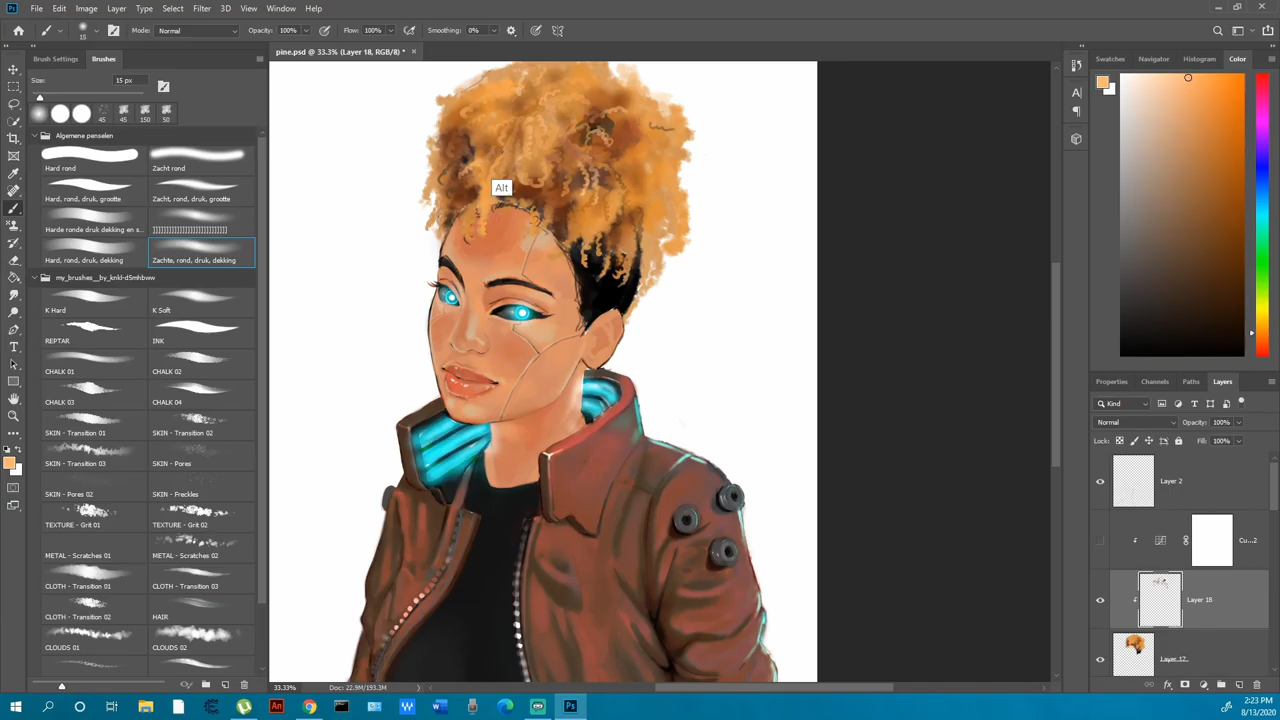 Ps File Edit Image Layer Type Select Filter 3D View Window Help
15 Mode: Normal Opacity: 100% Flow: 100% Smoothing: 0%
pine.psd @ 33.3% (Layer 18, RGB/8) * ×
Brush Settings Brushes
Size: 15 px
45 45 150 50
Algemene penselen
Hard rond Zacht rond
Hard, rond, druk, grootte Zacht, rond, druk, grootte
Harde ronde druk dekking en s...
Hard, rond, druk, dekking Zachte, rond, druk, dekking
my_brushes__by_knkl-d5mhbww
K Hard K Soft
REPTAR INK
CHALK 01 CHALK 02
CHALK 03 CHALK 04
SKIN - Transition 01 SKIN - Transition 02
SKIN - Transition 03 SKIN - Pores
SKIN - Pores 02 SKIN - Freckles
TEXTURE - Grit 01 TEXTURE - Grit 02
METAL - Scratches 01 METAL - Scratches 02
CLOTH - Transition 01 CLOTH - Transition 03
CLOTH - Transition 02 HAIR
CLOUDS 01 CLOUDS 02
Alt
33.33% Doc: 22.9M/193.3M
Swatches Navigator Histogram Color
Properties Channels Paths Layers
Kind
Normal Opacity: 100%
Lock: Fill: 100%
Layer 2
Cu...2
Layer 18
Layer 17
An W Ps
2:23 PM
8/13/2020